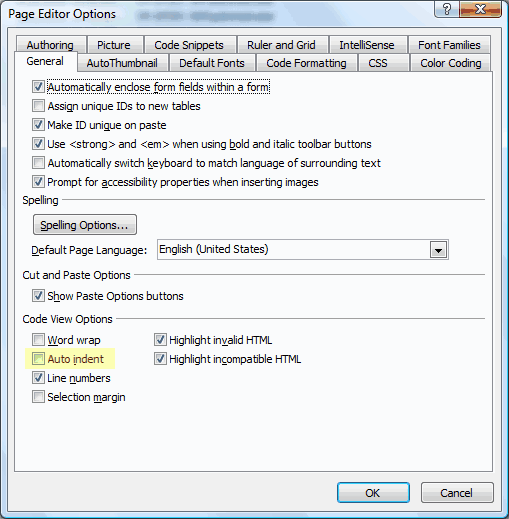 Page Editor Options
Authoring Picture Code Snippets Ruler and Grid IntelliSense Font Families
General AutoThumbnail Default Fonts Code Formatting CSS Color Coding
Automatically enclose form fields within a form
Assign unique IDs to new tables
Make ID unique on paste
Use <strong> and <em> when using bold and italic toolbar buttons
Automatically switch keyboard to match language of surrounding text
Prompt for accessibility properties when inserting images
Spelling
Spelling Options...
Default Page Language: English (United States)
Cut and Paste Options
Show Paste Options buttons
Code View Options
Word wrap Highlight invalid HTML
Auto indent Highlight incompatible HTML
Line numbers
Selection margin
OK Cancel